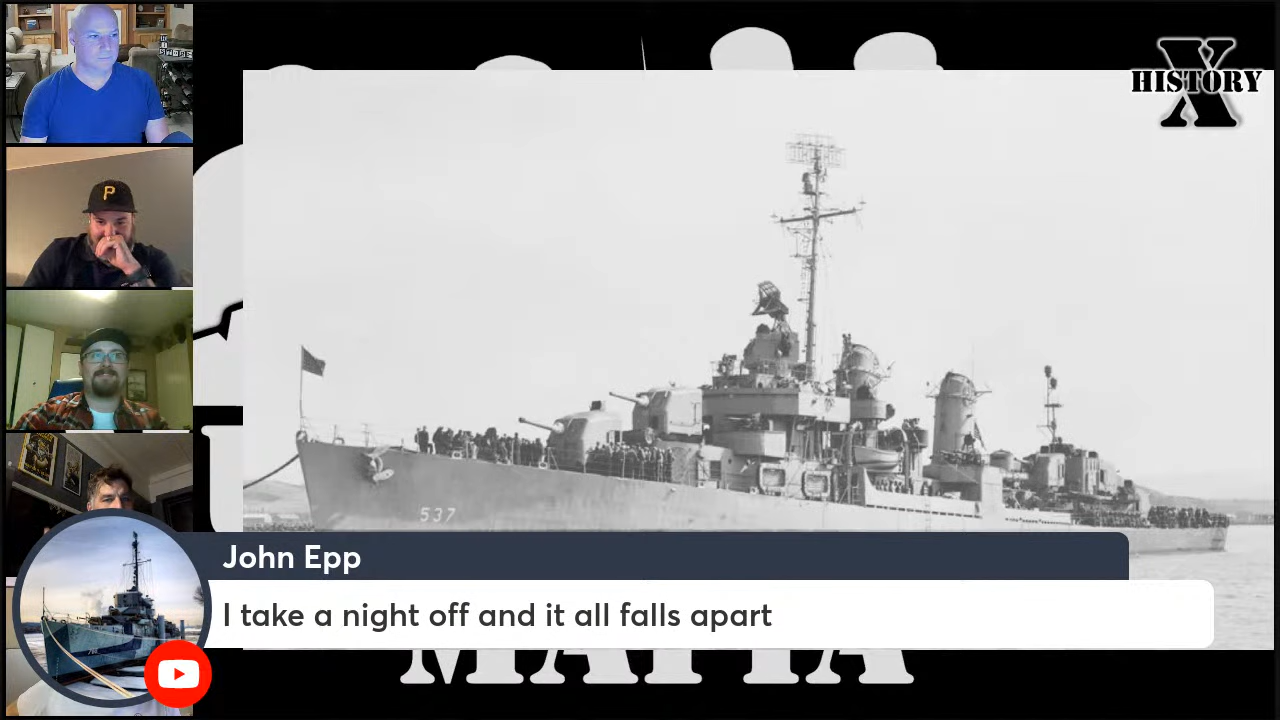 X
HISTORY
P
537
John Epp
I take a night off and it all falls apart
MAFIA